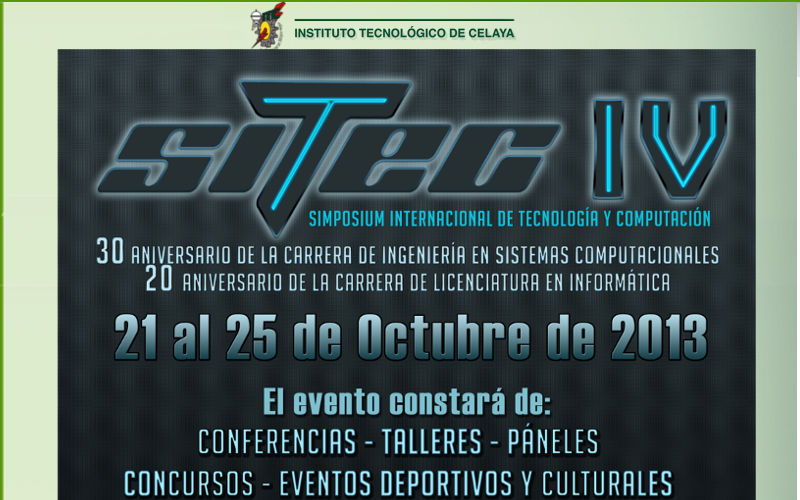 INSTITUTO TECNOLÓGICO DE CELAYA
SiTec IV
SIMPOSIUM INTERNACIONAL DE TECNOLOGÍA Y COMPUTACIÓN
30 ANIVERSARIO DE LA CARRERA DE INGENIERÍA EN SISTEMAS COMPUTACIONALES
20 ANIVERSARIO DE LA CARRERA DE LICENCIATURA EN INFORMÁTICA
21 al 25 de Octubre de 2013
El evento constará de:
CONFERENCIAS - TALLERES - PÁNELES
CONCURSOS - EVENTOS DEPORTIVOS Y CULTURALES